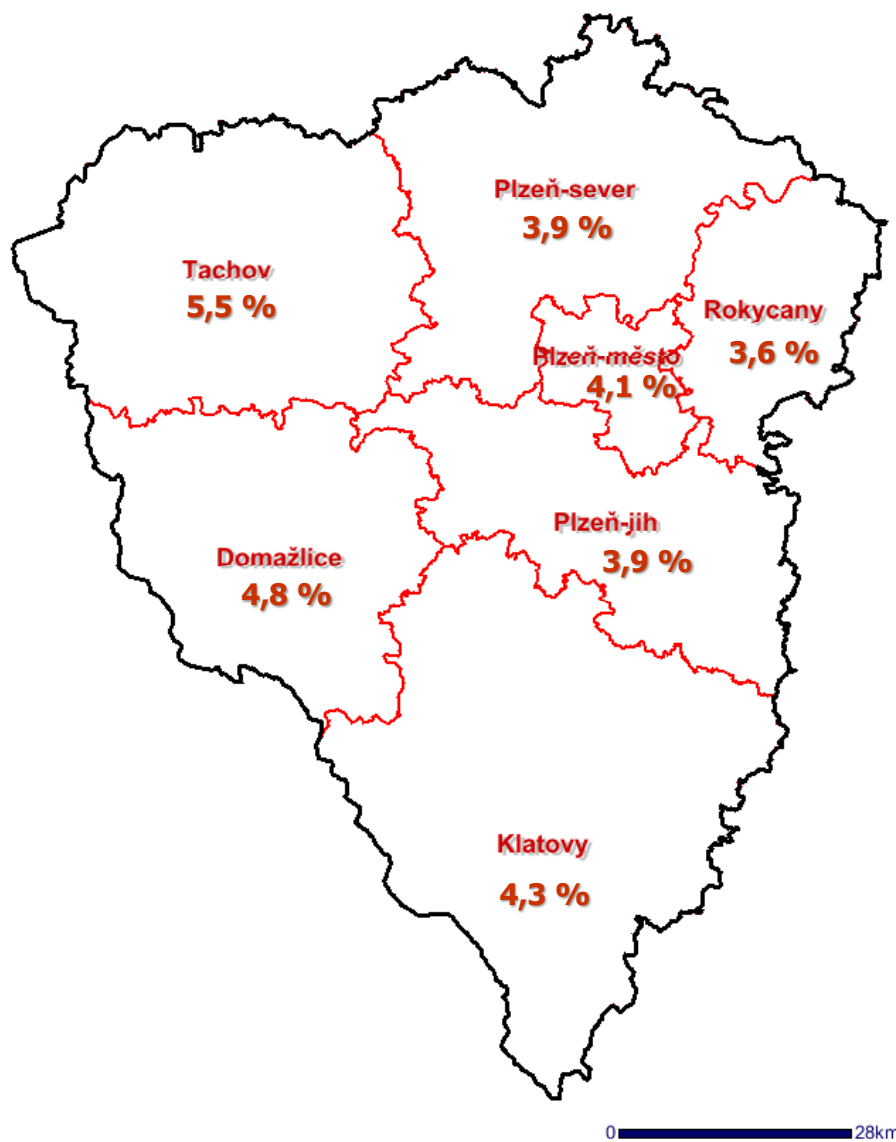 Plzeň-sever
3,9 %
Tachov
5,5 %
Rokycany
3,6 %
Plzeň-město
4,1 %
Plzeň-jih
3,9 %
Domažlice
4,8 %
Klatovy
4,3 %
0 28km